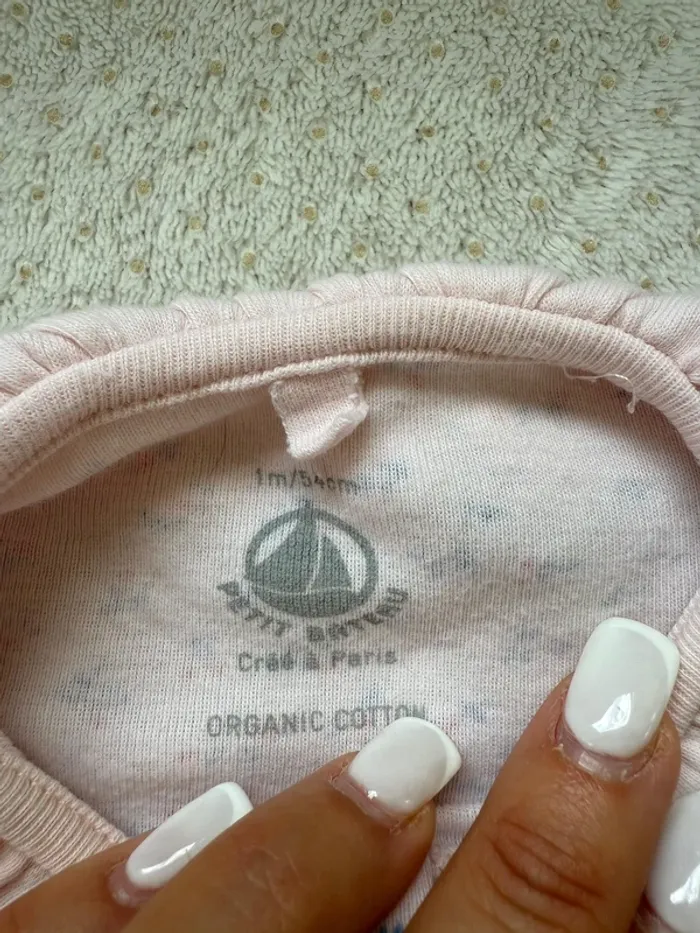 1m/54cm
PETIT BATEAU
Créé à Paris
ORGANIC COTTON